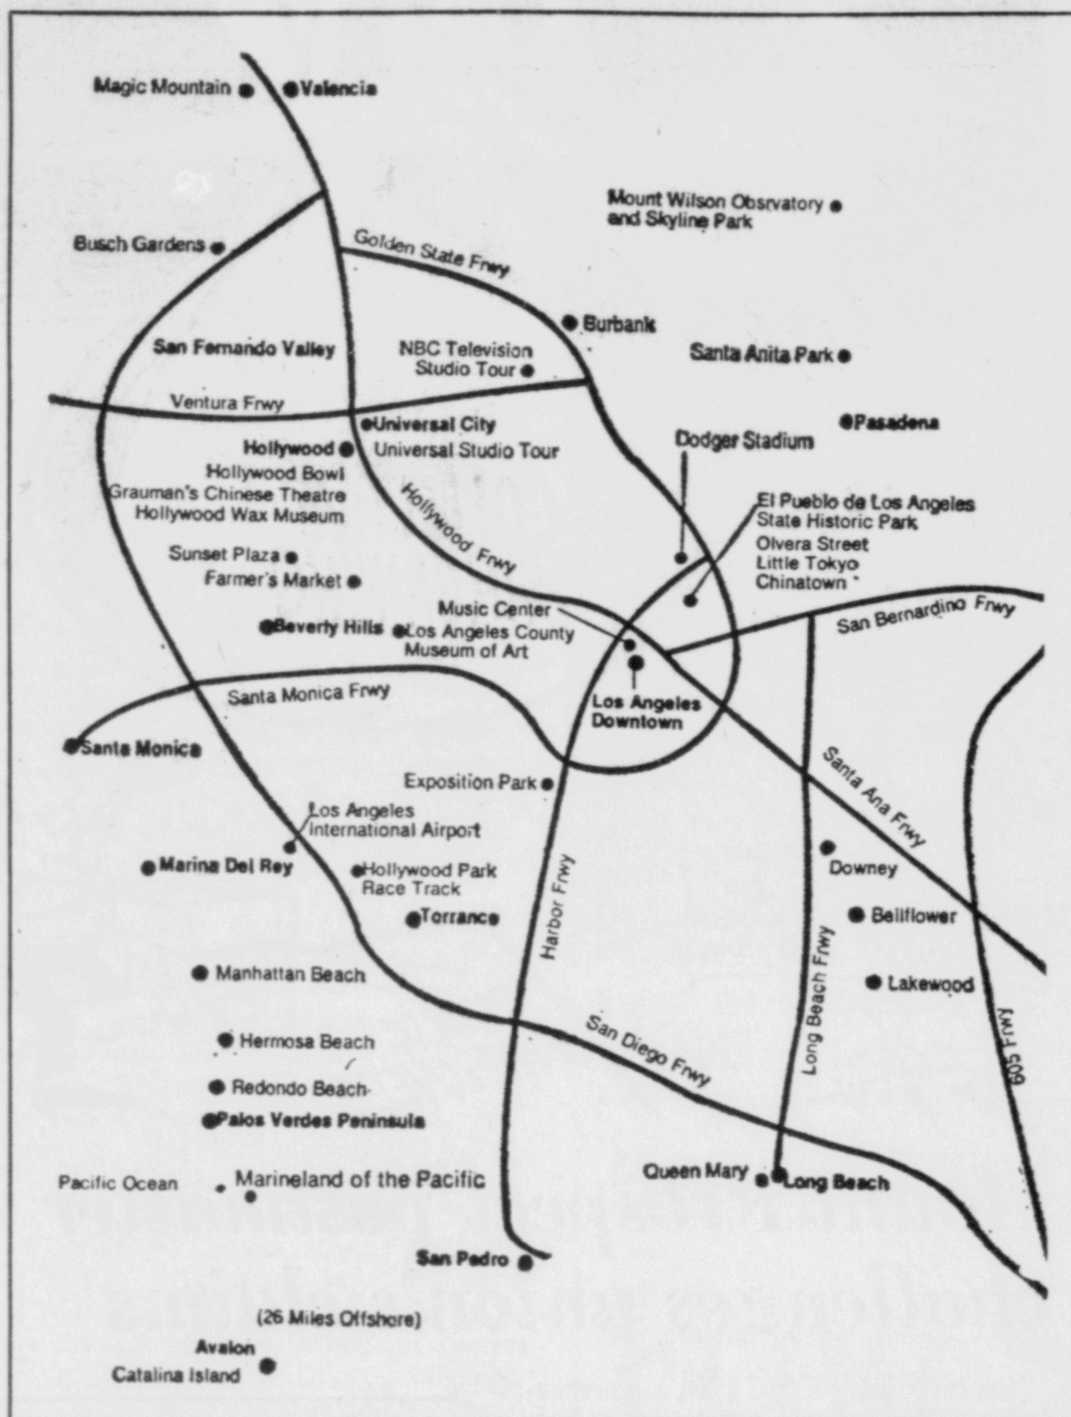 Magic Mountain
Valencia
Mount Wilson Obsrvatory
and Skyline Park
Busch Gardens
Golden State Frwy
Burbank
San Fernando Valley
NBC Television
Studio Tour
Santa Anita Park
Ventura Frwy
Universal City
Pasadena
Hollywood
Universal Studio Tour
Dodger Stadium
Hollywood Bowl
Grauman's Chinese Theatre
Hollywood Wax Museum
Hollywood Frwy
El Pueblo de Los Angeles
State Historic Park
Olvera Street
Little Tokyo
Chinatown
Sunset Plaza
Farmer's Market
Music Center
San Bernardino Frwy
Beverly Hills
Los Angeles County
Museum of Art
Santa Monica Frwy
Los Angeles
Downtown
Santa Monica
Exposition Park
Santa Ana Frwy
Los Angeles
International Airport
Marina Del Rey
Hollywood Park
Race Track
Downey
Harbor Frwy
Torrance
Bellflower
Manhattan Beach
Long Beach Frwy
Lakewood
Hermosa Beach
San Diego Frwy
605 Frwy
Redondo Beach
Palos Verdes Peninsula
Pacific Ocean
Marineland of the Pacific
Queen Mary
Long Beach
San Pedro
(26 Miles Offshore)
Avalon
Catalina Island